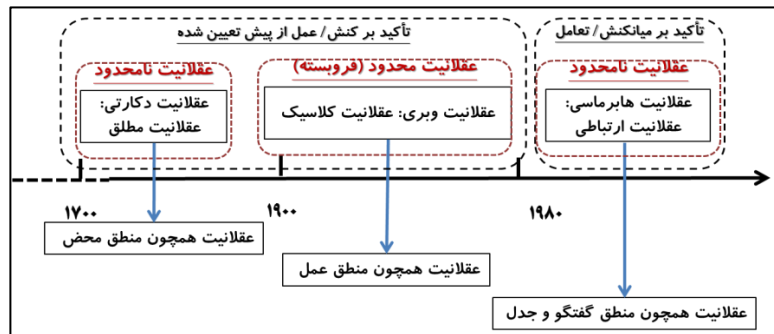 تأکید بر کنش/ عمل از پیش تعیین شده
تأکید بر میانکنش/ تعامل
عقلانیت نامحدود
عقلانیت محدود (فروبسته)
عقلانیت نامحدود
عقلانیت دکارتی:
عقلانیت مطلق
عقلانیت وبری: عقلانیت کلاسیک
عقلانیت هابرماسی:
عقلانیت ارتباطی
۱۷۰۰
۱۹۰۰
۱۹۸۰
عقلانیت همچون منطق محض
عقلانیت همچون منطق عمل
عقلانیت همچون منطق گفتگو و جدل